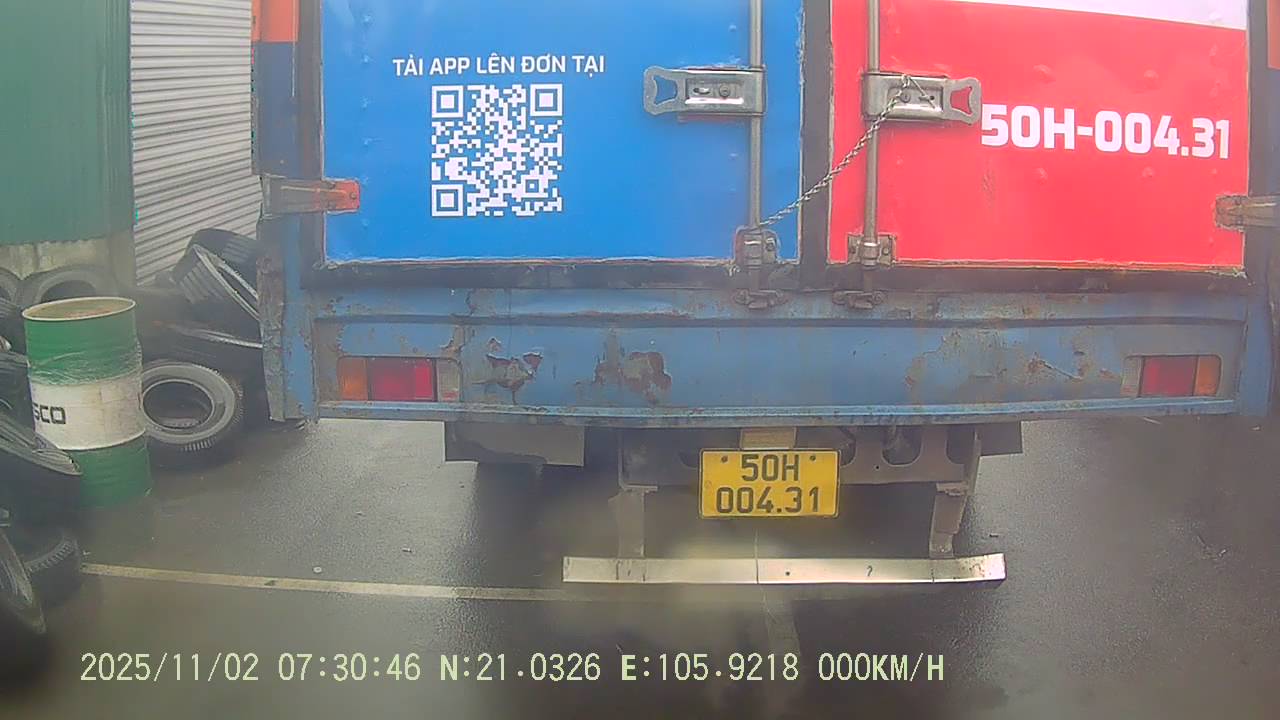 TẢI APP LÊN ĐƠN TẠI
50H-004.31
SCO
50H
004.31
2025/11/02 07:30:46 N:21.0326 E:105.9218 000KM/H